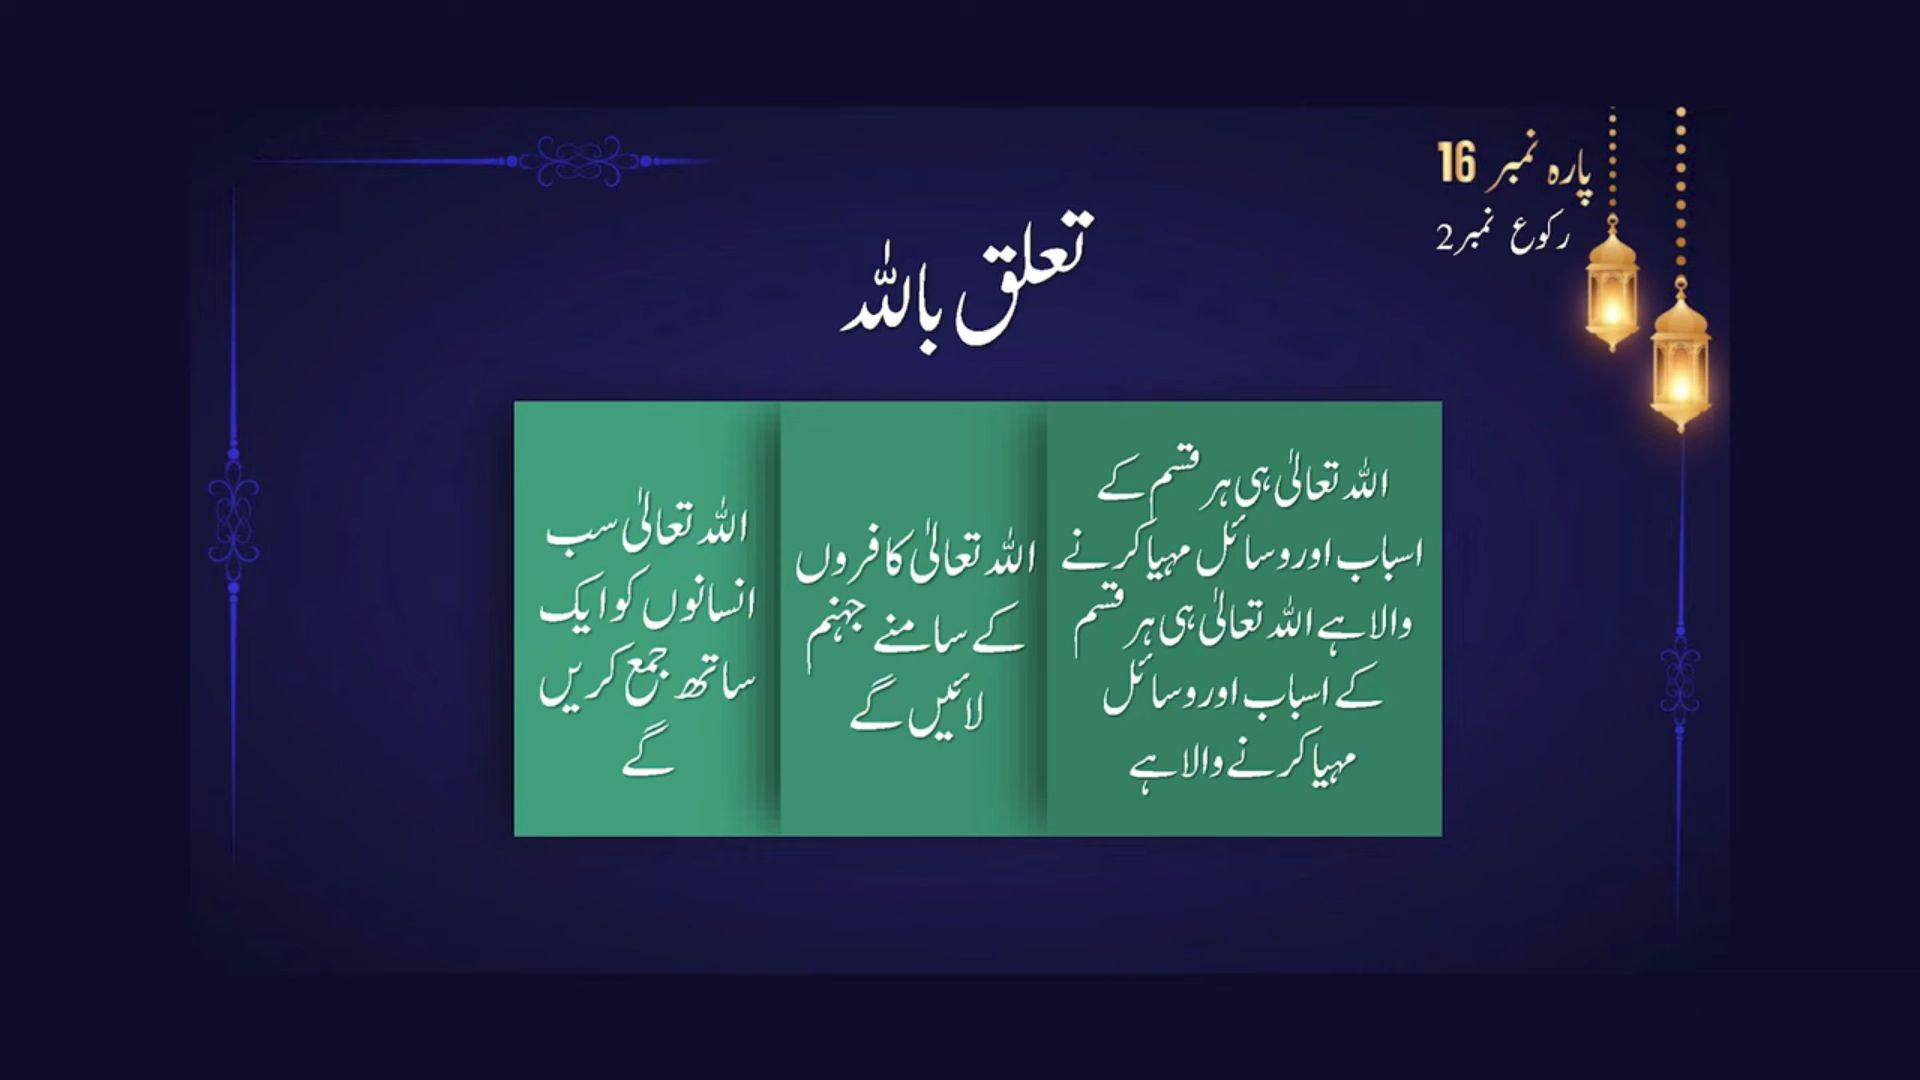 پارہ نمبر 16
رکوع نمبر 2
تعلق باللہ
اللہ تعالیٰ ہی ہر قسم کے
اسباب اور وسائل مہیا کرنے
والا ہے اللہ تعالیٰ ہی ہر قسم
کے اسباب اور وسائل
مہیا کرنے والا ہے
اللہ تعالیٰ کافروں
کے سامنے جہنم
لائیں گے
اللہ تعالیٰ سب
انسانوں کو ایک
ساتھ جمع کریں
گے